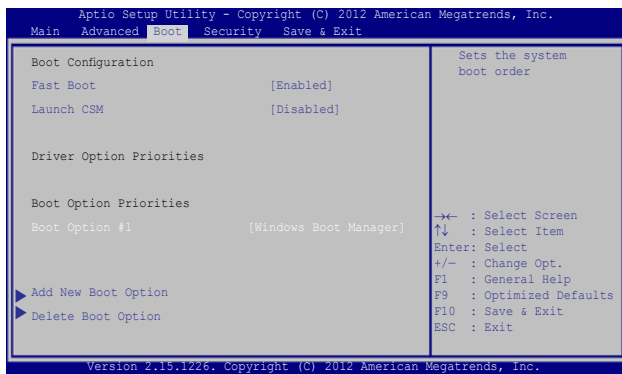 Aptio Setup Utility - Copyright (C) 2012 American Megatrends, Inc.
Main Advanced Boot Security Save & Exit
Boot Configuration
Fast Boot [Enabled]
Launch CSM [Disabled]
Driver Option Priorities
Boot Option Priorities
Boot Option #1 [Windows Boot Manager]
Add New Boot Option
Delete Boot Option
Sets the system
boot order
→← : Select Screen
↑↓ : Select Item
Enter: Select
+/— : Change Opt.
F1 : General Help
F9 : Optimized Defaults
F10 : Save & Exit
ESC : Exit
Version 2.15.1226. Copyright (C) 2012 American Megatrends, Inc.